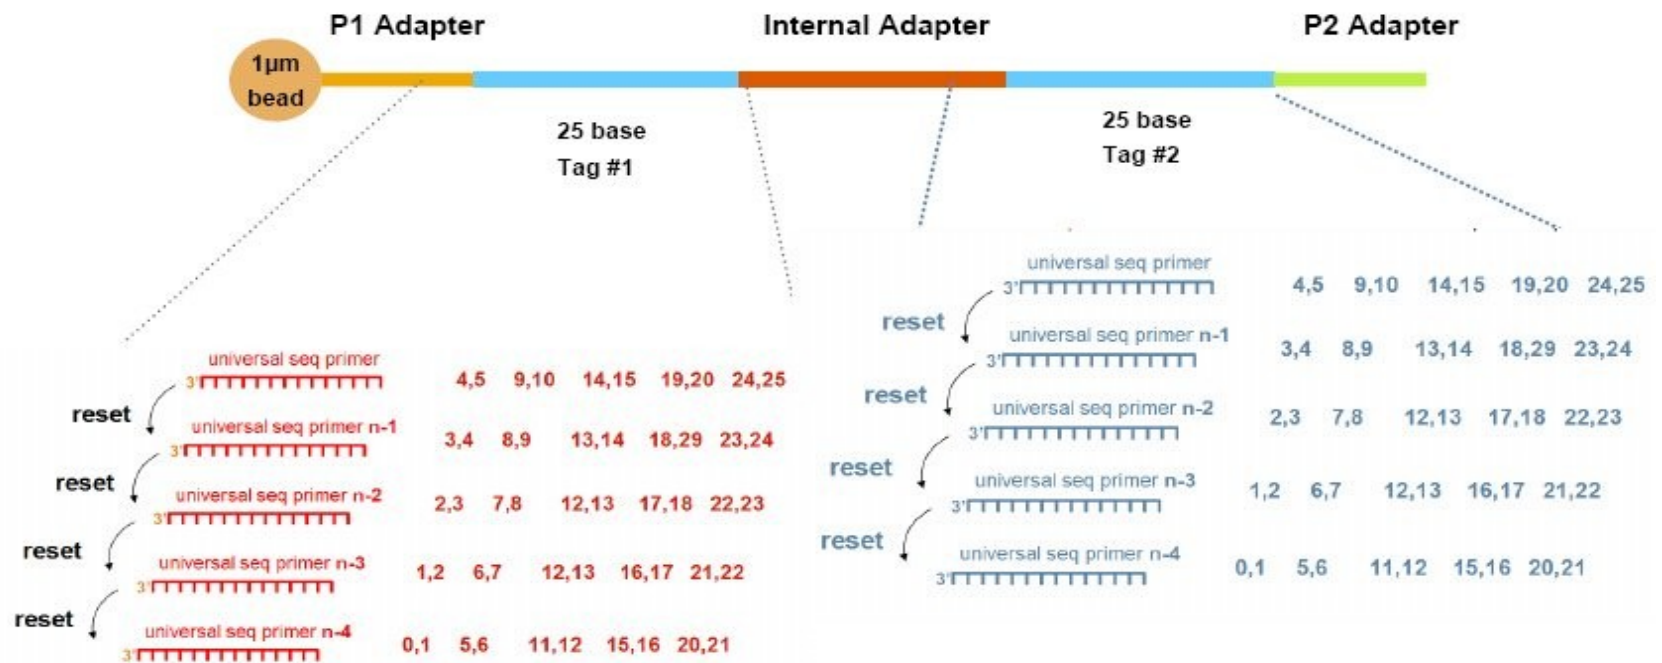 P1 Adapter
Internal Adapter
P2 Adapter
1µm
bead
25 base
Tag #1
25 base
Tag #2
universal seq primer
3'
4,5 9,10 14,15 19,20 24,25
reset
universal seq primer n-1
3'
3,4 8,9 13,14 18,29 23,24
reset
universal seq primer n-2
3'
2,3 7,8 12,13 17,18 22,23
reset
universal seq primer n-3
3'
1,2 6,7 12,13 16,17 21,22
reset
universal seq primer n-4
3'
0,1 5,6 11,12 15,16 20,21
universal seq primer
3'
4,5 9,10 14,15 19,20 24,25
reset
universal seq primer n-1
3'
3,4 8,9 13,14 18,29 23,24
reset
universal seq primer n-2
3'
2,3 7,8 12,13 17,18 22,23
reset
universal seq primer n-3
3'
1,2 6,7 12,13 16,17 21,22
reset
universal seq primer n-4
3'
0,1 5,6 11,12 15,16 20,21